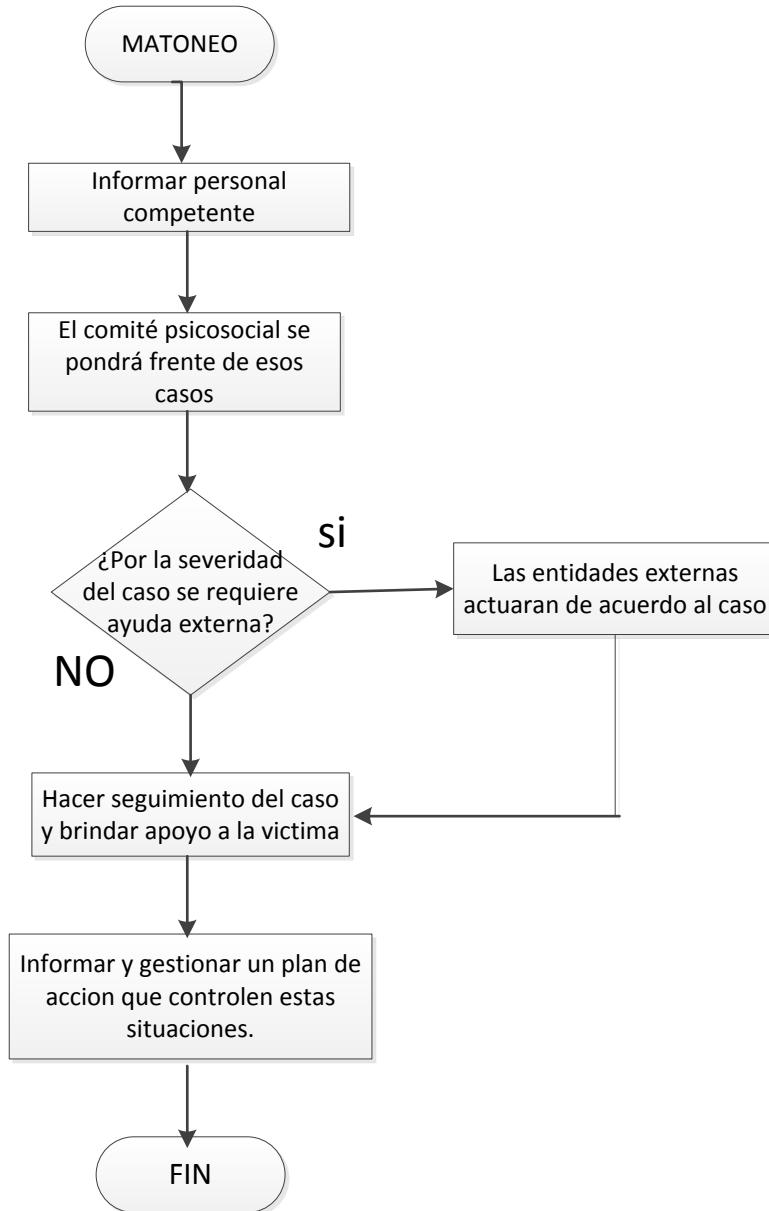 MATONEO
Informar personal
competente
El comité psicosocial se
pondrá frente de esos
casos
¿Por la severidad
del caso se requiere
ayuda externa?
si
Las entidades externas
actuaran de acuerdo al caso
NO
Hacer seguimiento del caso
y brindar apoyo a la victima
Informar y gestionar un plan de
accion que controlen estas
situaciones.
FIN